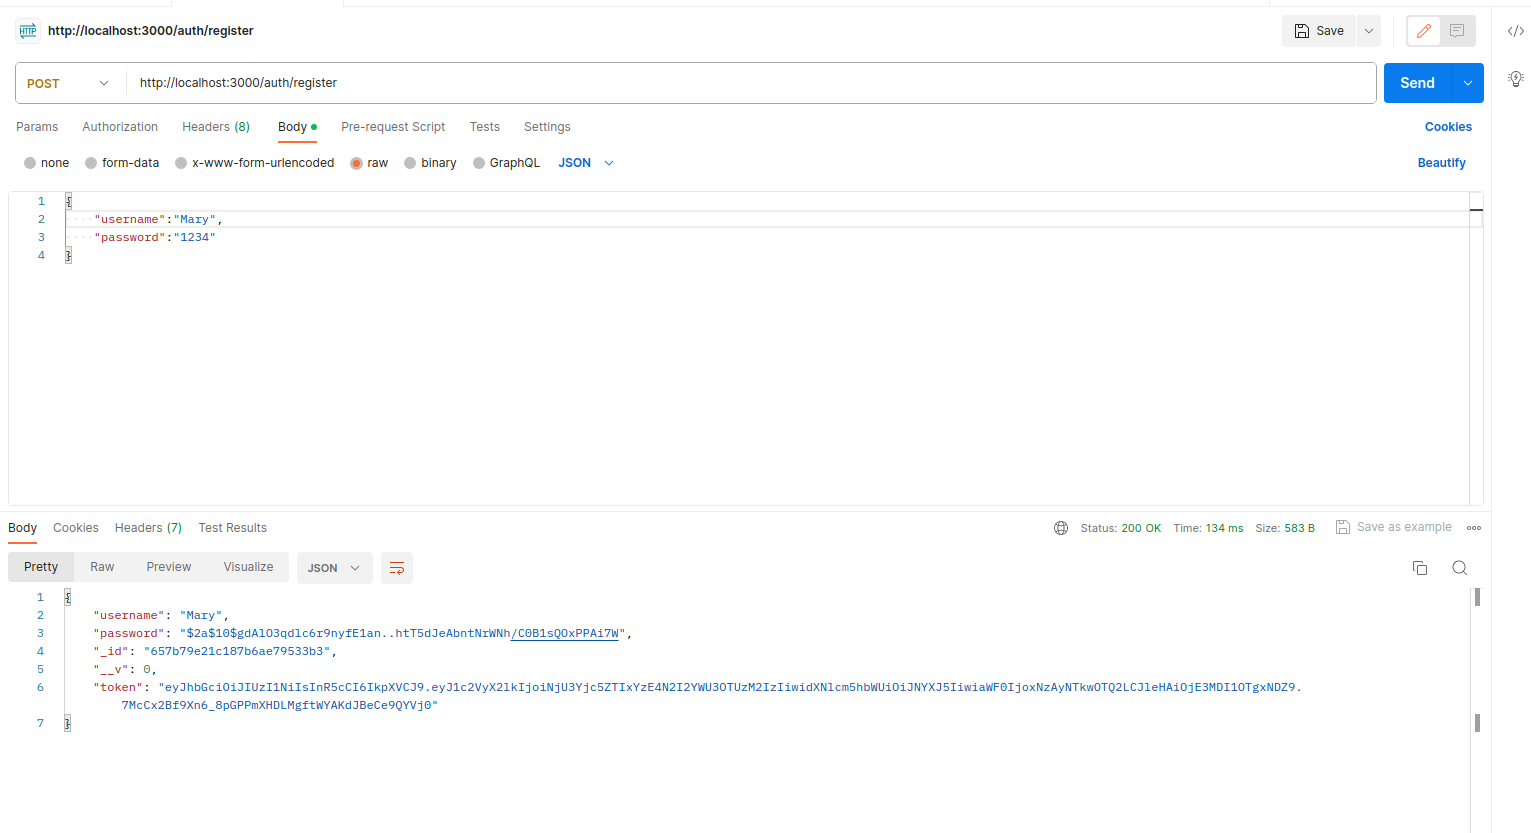 HTTP http://localhost:3000/auth/register Save
POST http://localhost:3000/auth/register Send
Params Authorization Headers (8) Body Pre-request Script Tests Settings Cookies
none form-data x-www-form-urlencoded raw binary GraphQL JSON Beautify
1 {
2 "username":"Mary",
3 "password":"1234"
4 }
Body Cookies Headers (7) Test Results Status: 200 OK Time: 134 ms Size: 583 B Save as example
Pretty Raw Preview Visualize JSON
1 {
2 "username": "Mary",
3 "password": "$2a$10$gdAlO3qdlc6r9nyfE1an..htT5dJeAbntNrWNh/C0B1sQOxPPAi7W",
4 "_id": "657b79e21c187b6ae79533b3",
5 "__v": 0,
6 "token": "eyJhbGciOiJIUzI1NiIsInR5cCI6IkpXVCJ9.eyJ1c2VyX2lkIjoiNjU3Yjc5ZTIxYzE4N2I2YWU3OTUzM2IzIiwidXNlcm5hbWUiOiJNYXJ5IiwiaWF0IjoxNzAyNTkwOTQ2LCJleHAiOjE3MDI1OTgxNDZ9.
7McCx2Bf9Xn6_8pGPPmXHDLMgftWYAKdJBeCe9QYVj0"
7 }